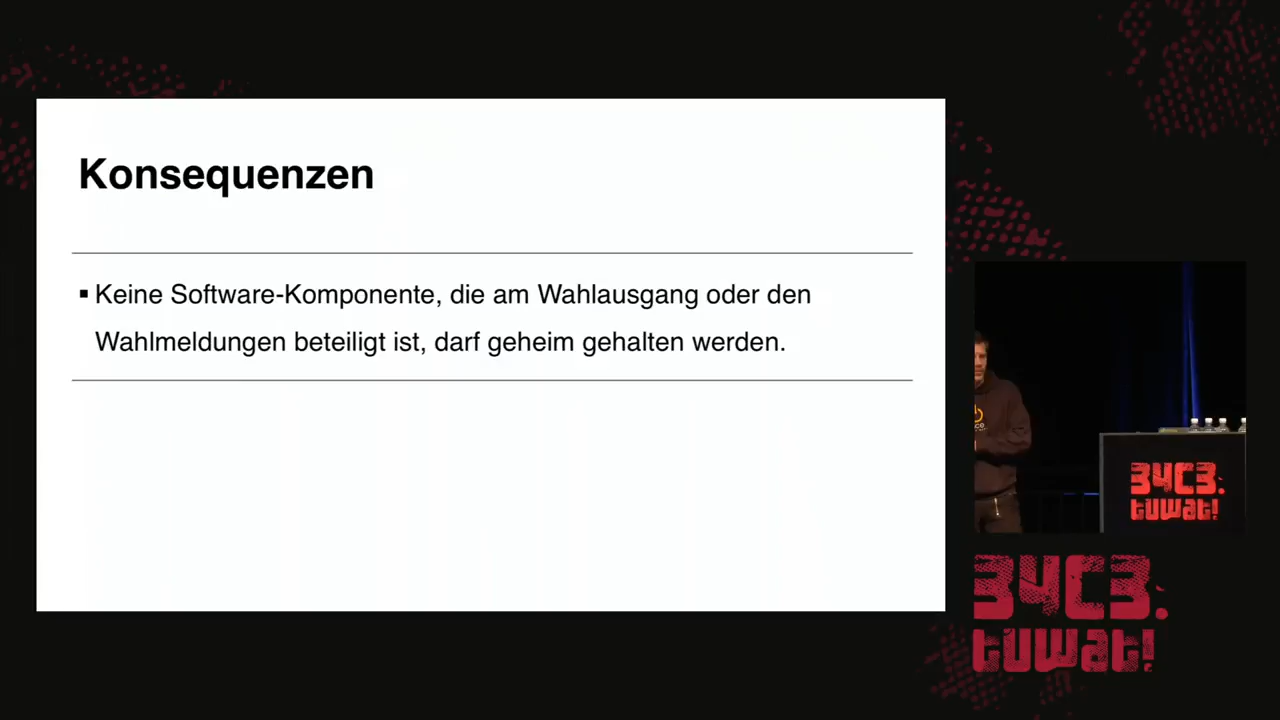 Konsequenzen
▪ Keine Software-Komponente, die am Wahlausgang oder den
Wahlmeldungen beteiligt ist, darf geheim gehalten werden.
34C3.
tuwat!
34C3.
tuwat!